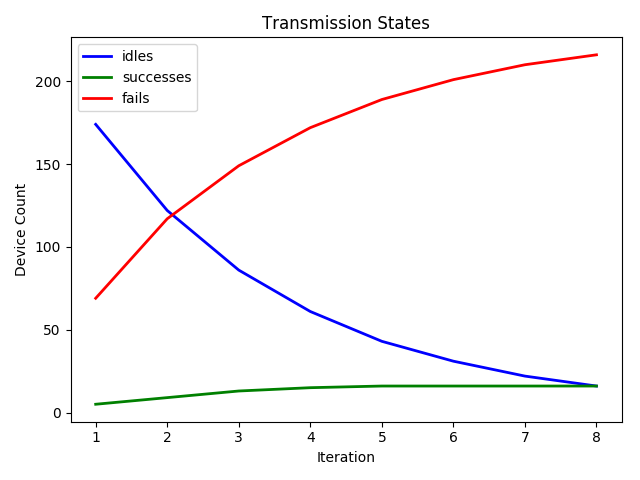 Transmission States
idles
successes
fails
Device Count
200
150
100
50
0
1 2 3 4 5 6 7 8
Iteration